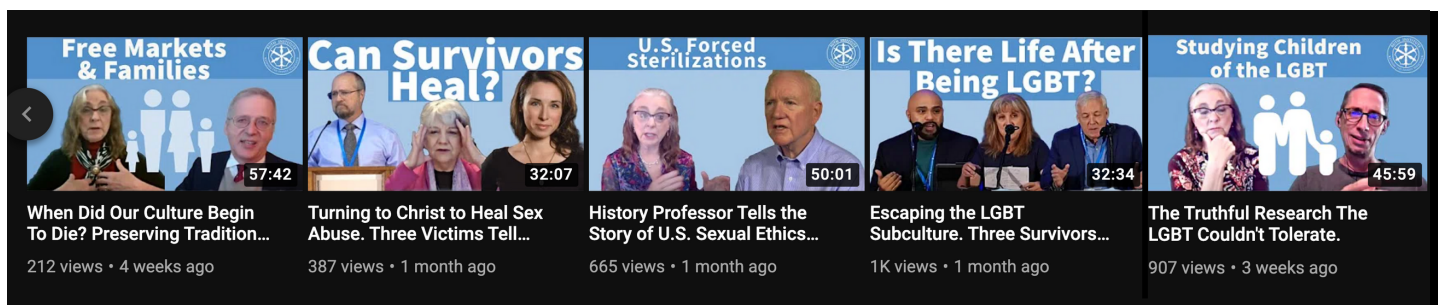 Free Markets
& Families
57:42
When Did Our Culture Begin
To Die? Preserving Tradition...
212 views • 4 weeks ago
Can Survivors
Heal?
32:07
Turning to Christ to Heal Sex
Abuse. Three Victims Tell...
387 views • 1 month ago
U.S. Forced
Sterilizations
50:01
History Professor Tells the
Story of U.S. Sexual Ethics...
665 views • 1 month ago
Is There Life After
Being LGBT?
32:34
Escaping the LGBT
Subculture. Three Survivors...
1K views • 1 month ago
Studying Children
of the LGBT
45:59
The Truthful Research The
LGBT Couldn't Tolerate.
907 views • 3 weeks ago